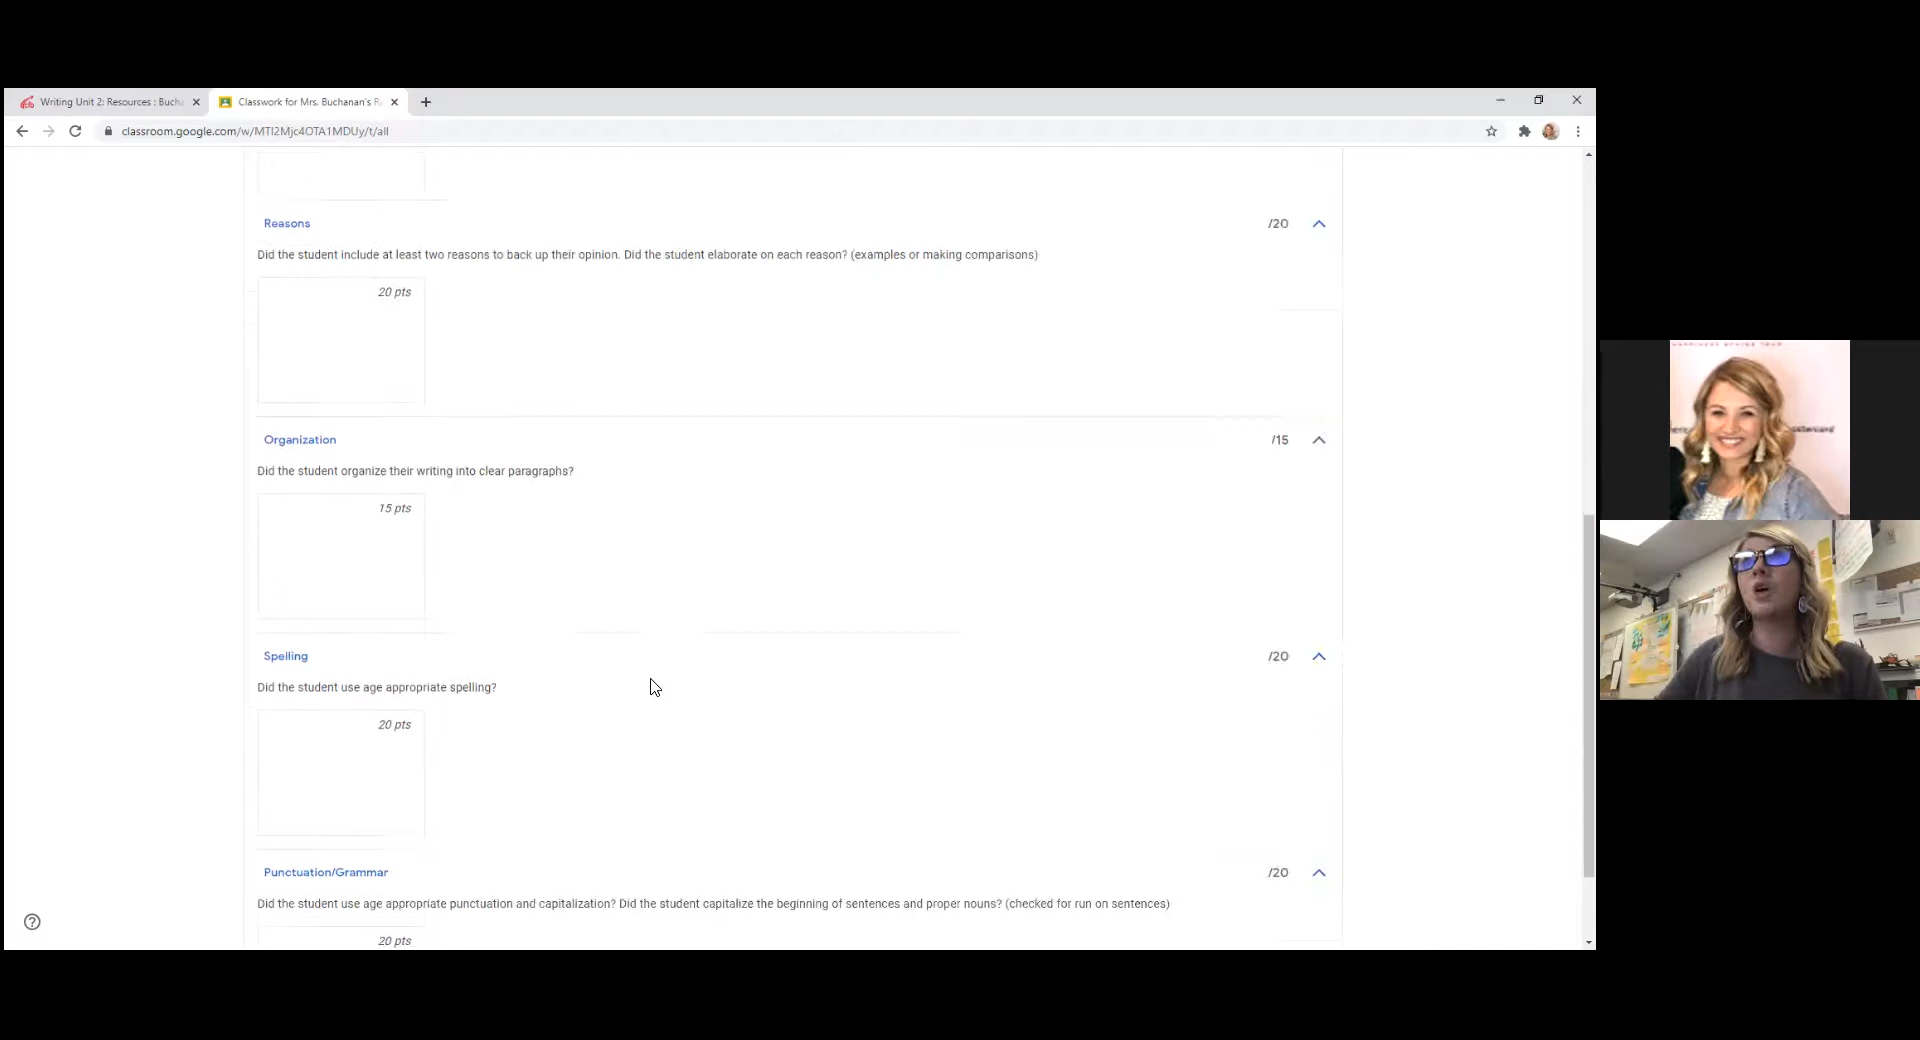 Writing Unit 2: Resources : Bucha
Classwork for Mrs. Buchanan's R
classroom.google.com/w/MTI2Mjc4OTA1MDUy/t/all
Reasons /20
Did the student include at least two reasons to back up their opinion. Did the student elaborate on each reason? (examples or making comparisons)
20 pts
Organization /15
Did the student organize their writing into clear paragraphs?
15 pts
Spelling /20
Did the student use age appropriate spelling?
20 pts
Punctuation/Grammar /20
Did the student use age appropriate punctuation and capitalization? Did the student capitalize the beginning of sentences and proper nouns? (checked for run on sentences)
20 pts